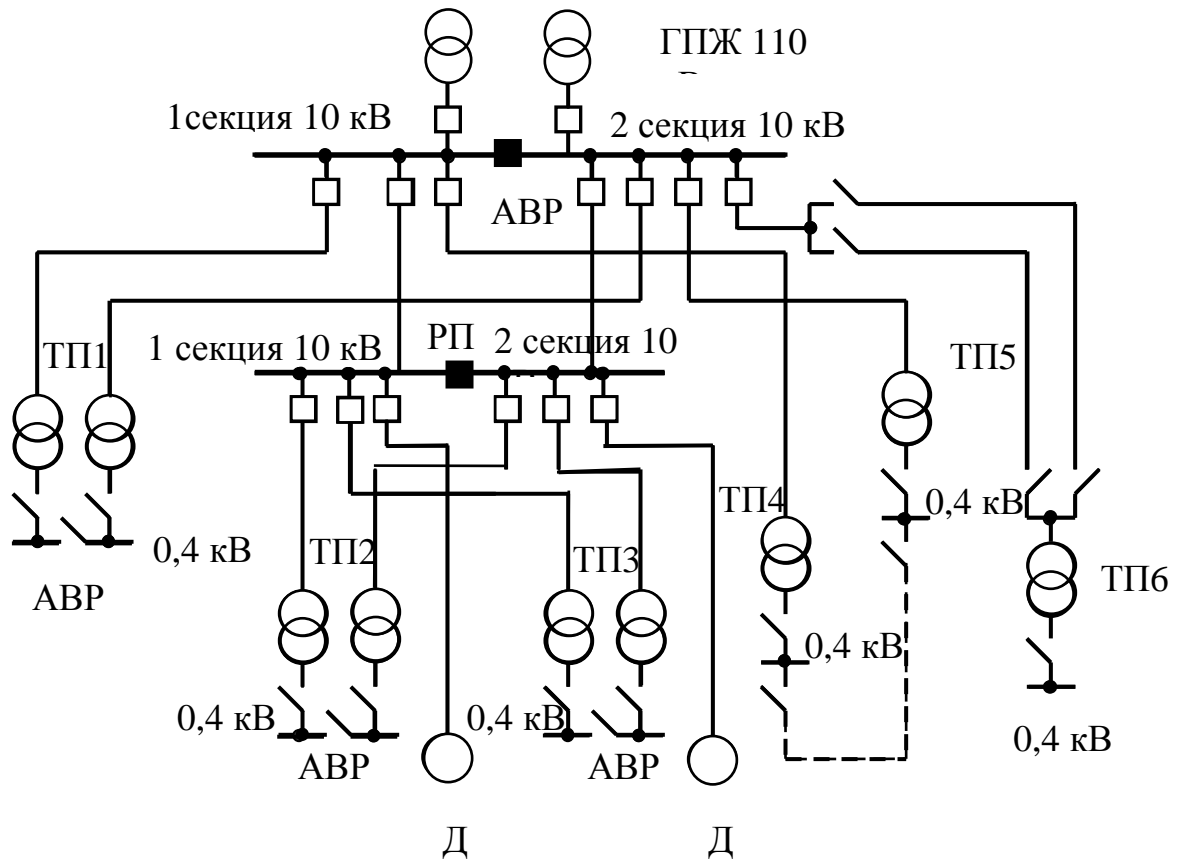 ГПЖ 110
1секция 10 кВ
2 секция 10 кВ
АВР
РП
1 секция 10 кВ
2 секция 10
ТП1
ТП5
ТП4
0,4 кВ
0,4 кВ
ТП2
ТП3
ТП6
АВР
0,4 кВ
0,4 кВ
0,4 кВ
0,4 кВ
АВР
АВР
Д
Д